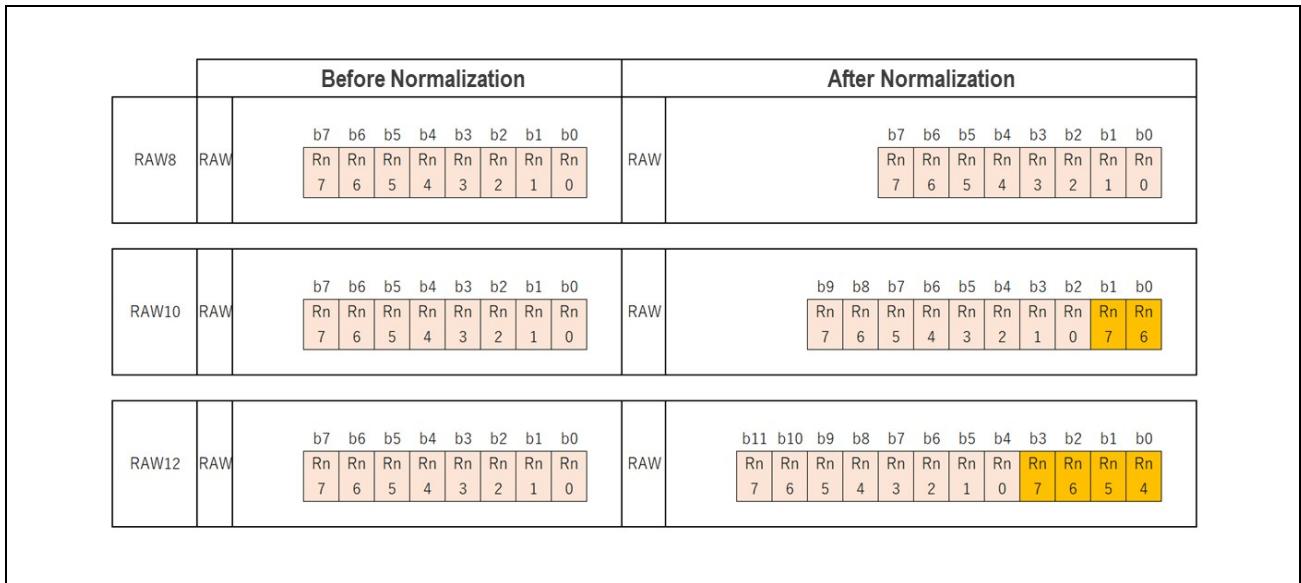 Before Normalization After Normalization
b7 b6 b5 b4 b3 b2 b1 b0 b7 b6 b5 b4 b3 b2 b1 b0
RAW8 RAW Rn Rn Rn Rn Rn Rn Rn Rn RAW Rn Rn Rn Rn Rn Rn Rn Rn
7 6 5 4 3 2 1 0 7 6 5 4 3 2 1 0
b7 b6 b5 b4 b3 b2 b1 b0 b9 b8 b7 b6 b5 b4 b3 b2 b1 b0
RAW10 RAW Rn Rn Rn Rn Rn Rn Rn Rn RAW Rn Rn Rn Rn Rn Rn Rn Rn Rn Rn
7 6 5 4 3 2 1 0 7 6 5 4 3 2 1 0 7 6
b7 b6 b5 b4 b3 b2 b1 b0 b11 b10 b9 b8 b7 b6 b5 b4 b3 b2 b1 b0
RAW12 RAW Rn Rn Rn Rn Rn Rn Rn Rn RAW Rn Rn Rn Rn Rn Rn Rn Rn Rn Rn Rn Rn
7 6 5 4 3 2 1 0 7 6 5 4 3 2 1 0 7 6 5 4